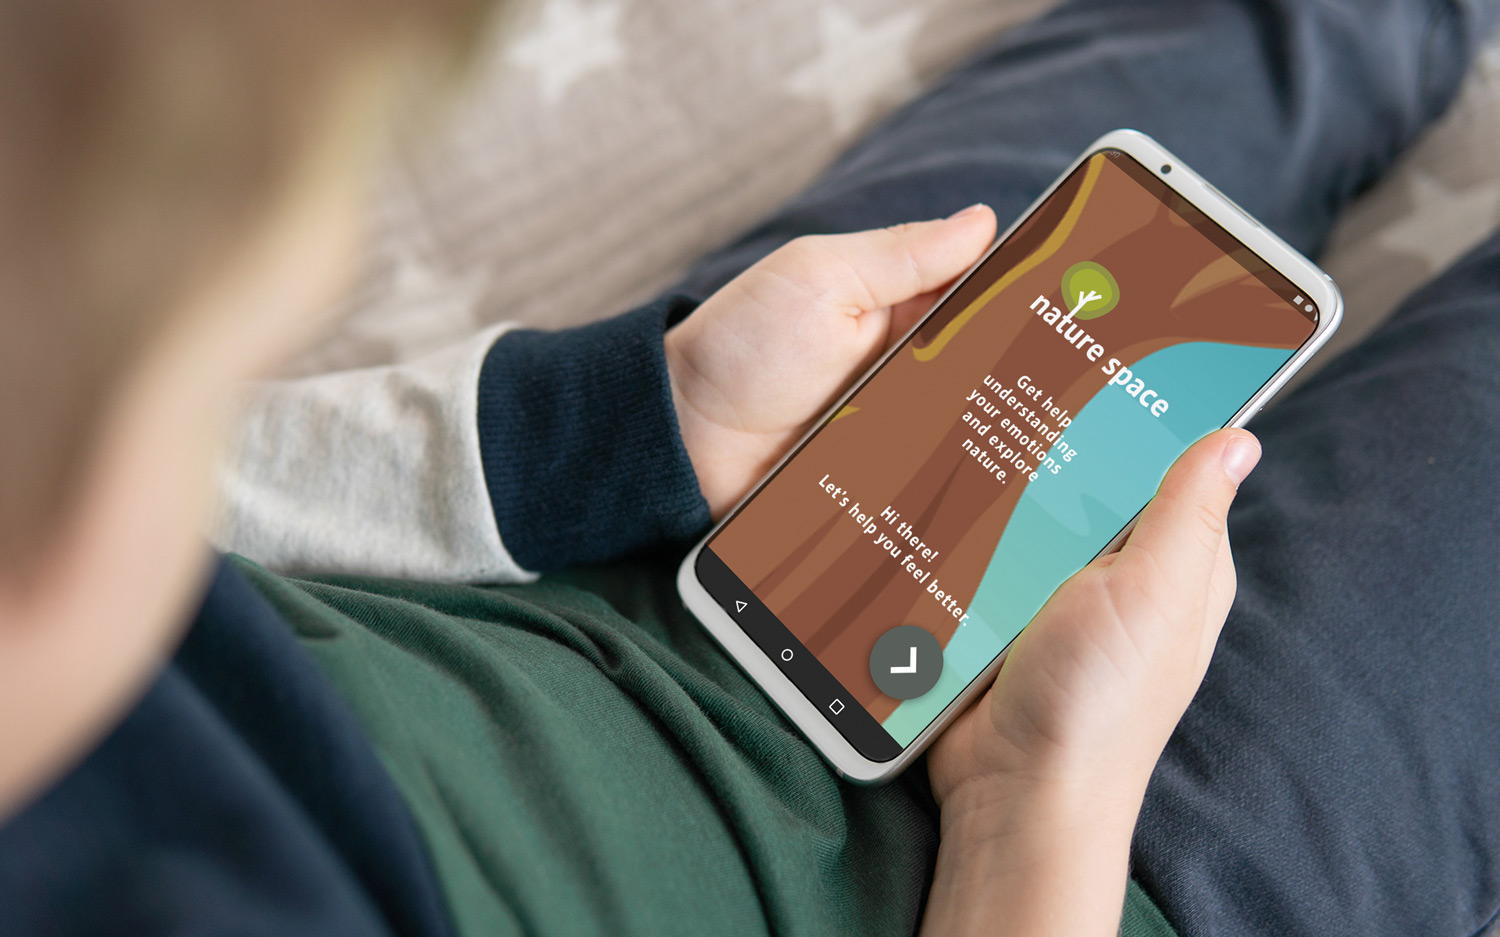 nature space
Get help
understanding
your emotions
and explore
nature.
Hi there!
Let's help you feel better.